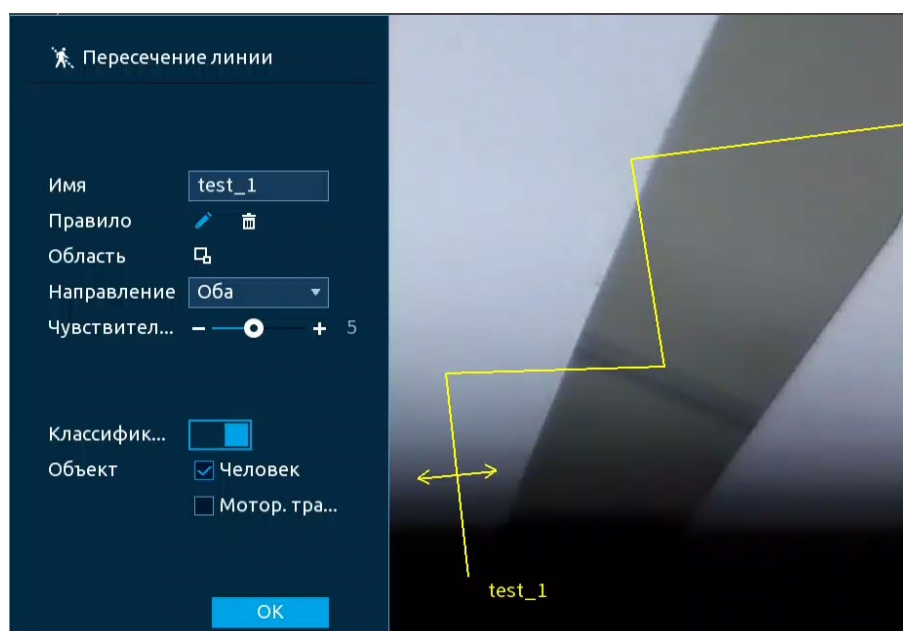 Пересечение линии
Имя test_1
Правило
Область
Направление Оба
Чувствител... 5
Классифик...
Объект Человек
Мотор. тра...
OK
test_1